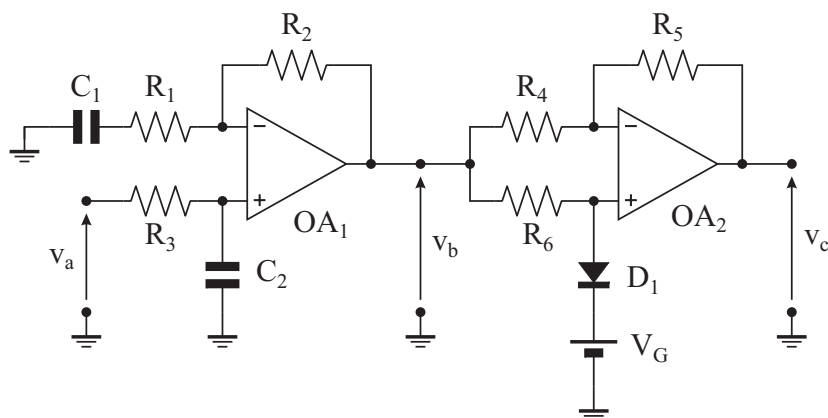 R2
R5
C1
R1
R4
−
−
+
+
R3
OA1
R6
OA2
va
C2
vb
D1
vc
VG